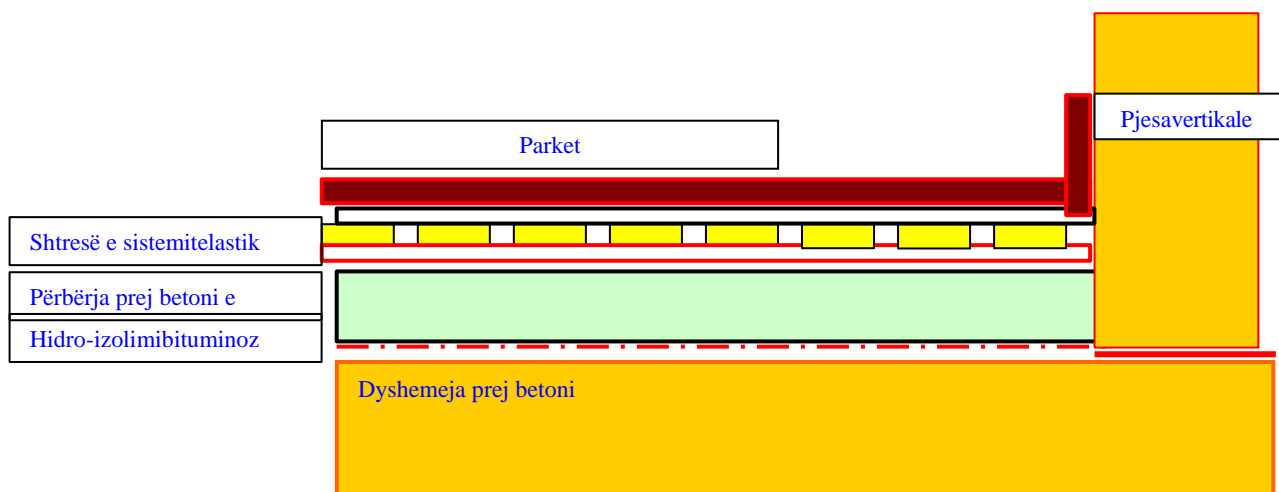 Pjesavertikale
Parket
Shtresë e sistemitelastik
Përbërja prej betoni e
Hidro-izolimibituminoz
Dyshemeja prej betoni